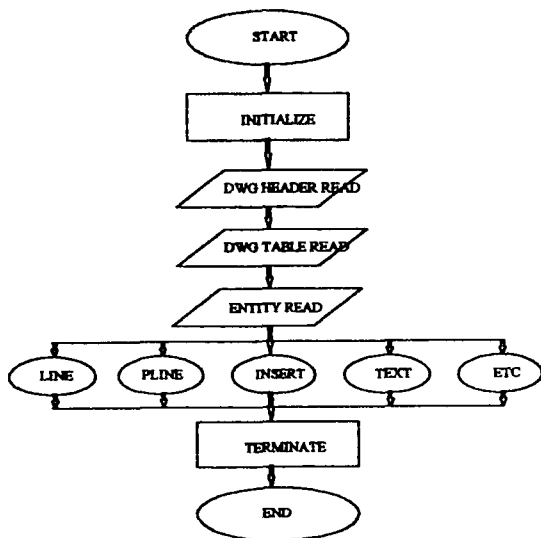 START
INITIALIZE
DWG HEADER READ
DWG TABLE READ
ENTITY READ
LINE
PLINE
INSERT
TEXT
ETC
TERMINATE
END